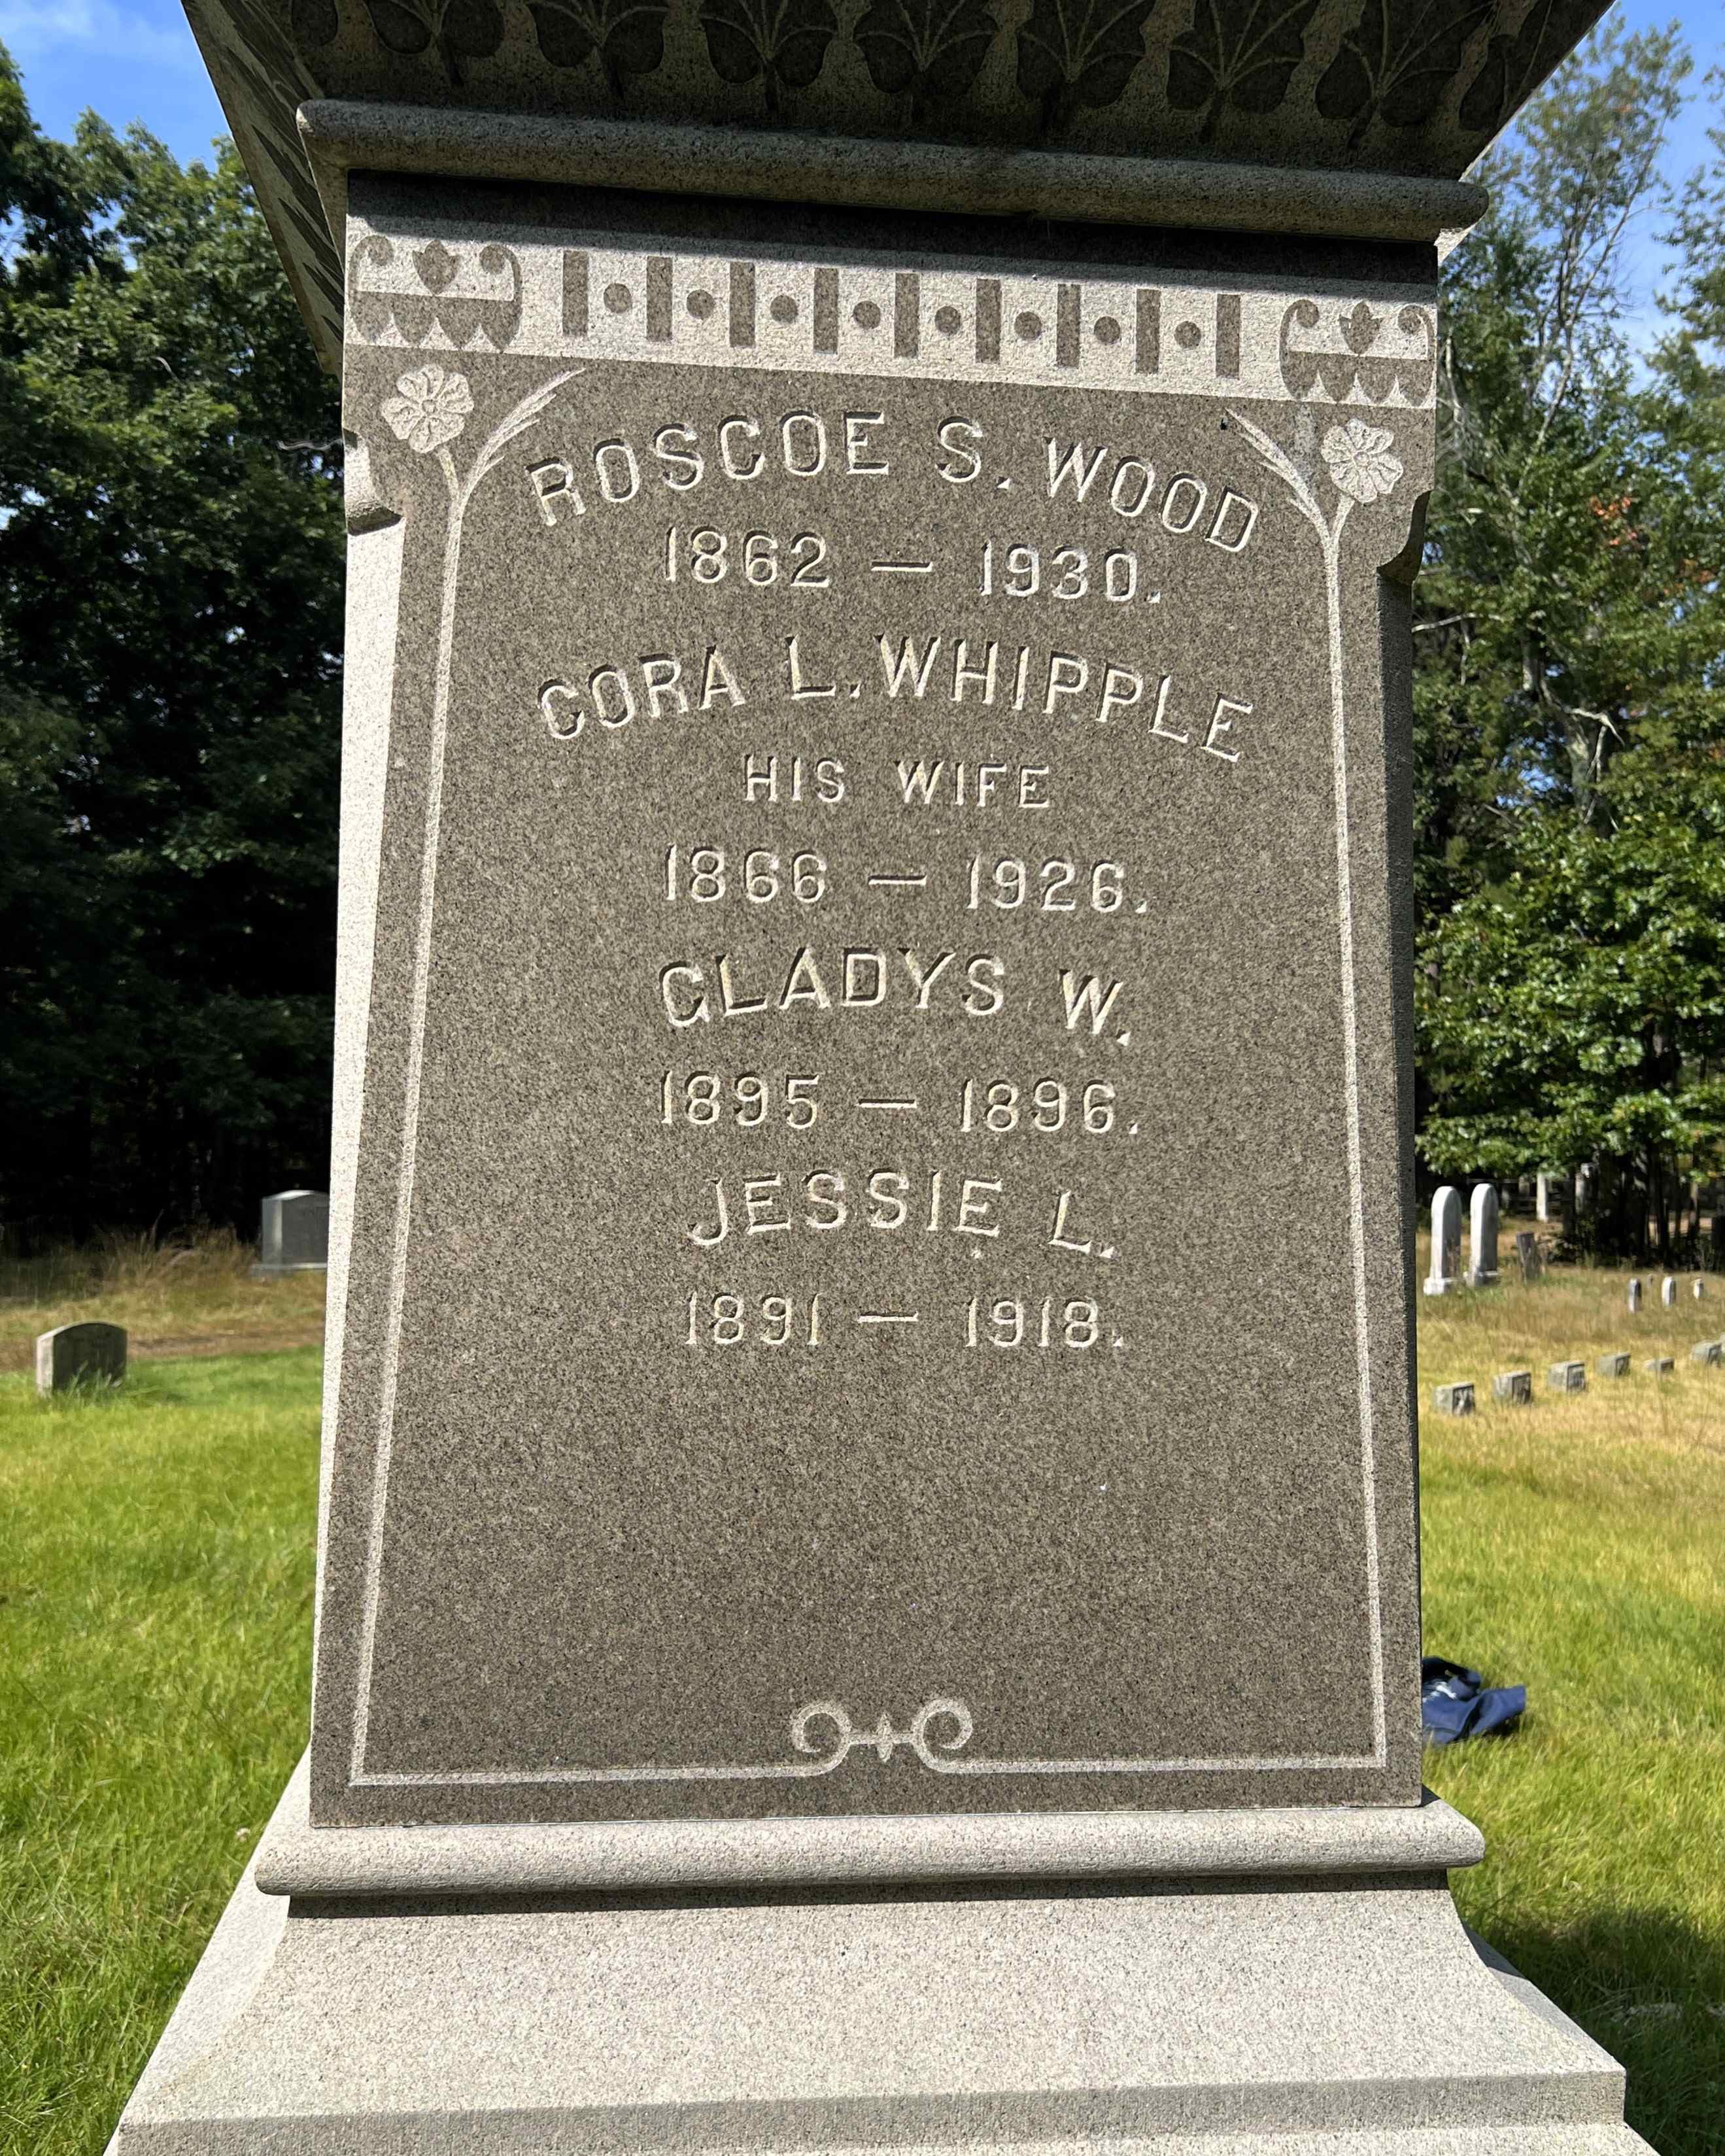 ROSCOE S. WOOD
1862 — 1930.
CORA L. WHIPPLE
HIS WIFE
1866 — 1926.
GLADYS W.
1895 — 1896.
JESSIE L.
1891 — 1918.